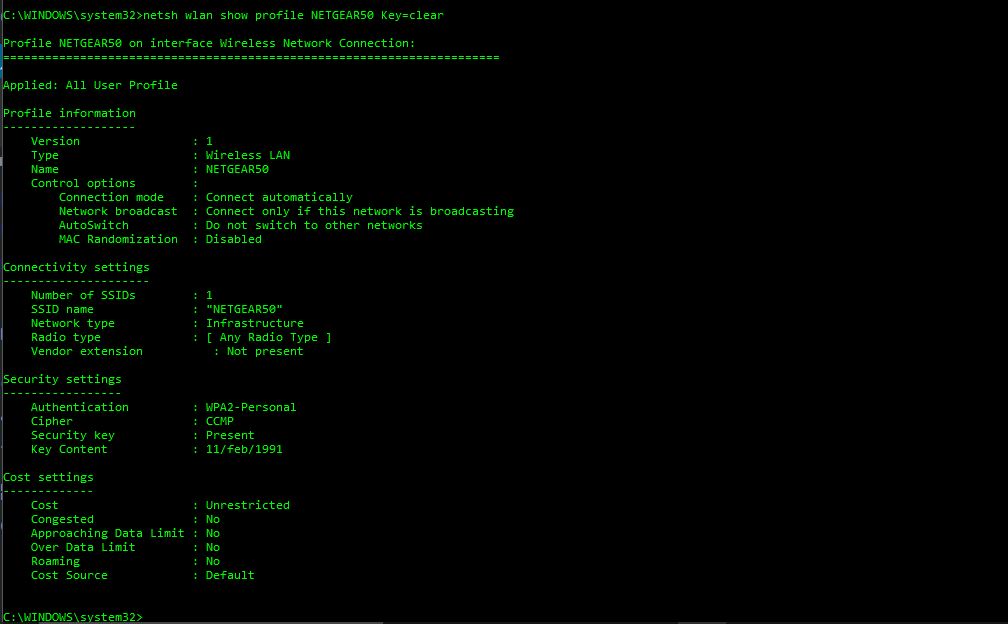 C:\WINDOWS\system32>netsh wlan show profile NETGEAR50 Key=clear
Profile NETGEAR50 on interface Wireless Network Connection:
=======================================================================
Applied: All User Profile
Profile information
-------------------
    Version                : 1
    Type                   : Wireless LAN
    Name                   : NETGEAR50
    Control options        :
        Connection mode    : Connect automatically
        Network broadcast  : Connect only if this network is broadcasting
        AutoSwitch         : Do not switch to other networks
        MAC Randomization  : Disabled
Connectivity settings
---------------------
    Number of SSIDs        : 1
    SSID name              : "NETGEAR50"
    Network type           : Infrastructure
    Radio type             : [ Any Radio Type ]
    Vendor extension          : Not present
Security settings
-----------------
    Authentication         : WPA2-Personal
    Cipher                 : CCMP
    Security key           : Present
    Key Content            : 11/feb/1991
Cost settings
-------------
    Cost                   : Unrestricted
    Congested              : No
    Approaching Data Limit : No
    Over Data Limit        : No
    Roaming                : No
    Cost Source            : Default
C:\WINDOWS\system32>